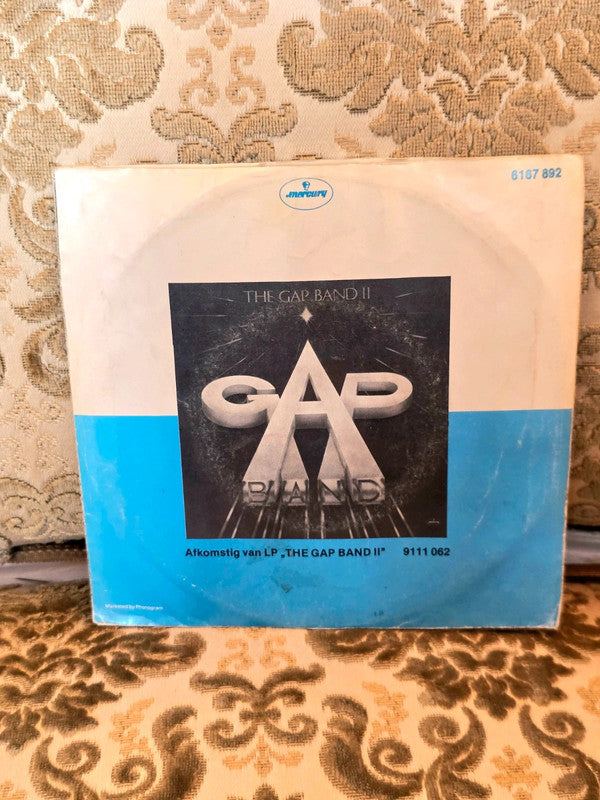 mercury
6167 892
THE GAP BAND II
GAP
BAND
Afkomstig van LP „THE GAP BAND II" 9111 062
Marketed by Phonogram